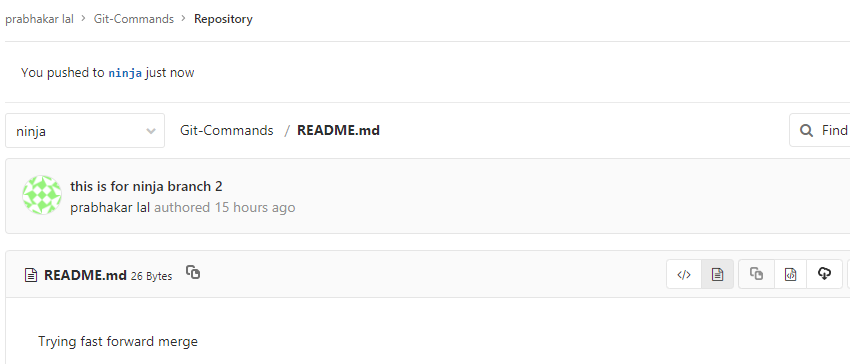 prabhakar lal > Git-Commands > Repository
You pushed to ninja just now
ninja Git-Commands / README.md Find
this is for ninja branch 2
prabhakar lal authored 15 hours ago
README.md 26 Bytes </>
Trying fast forward merge